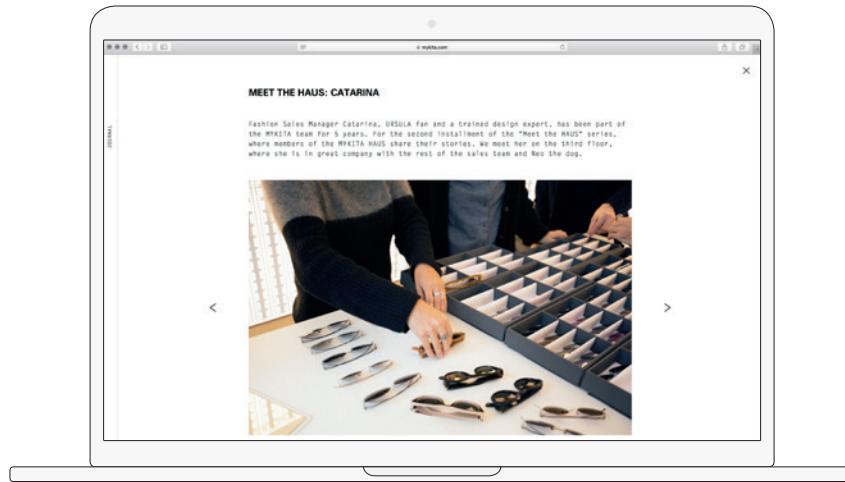 mykita.com
JOURNAL
MEET THE HAUS: CATARINA
Fashion Sales Manager Catarina, URSULA fan and a trained design expert, has been part of
the MYKITA team for 5 years. For the second installment of the "Meet the HAUS" series,
where members of the MYKITA HAUS share their stories. We meet her on the third floor,
where she is in great company with the rest of the sales team and Neo the dog.